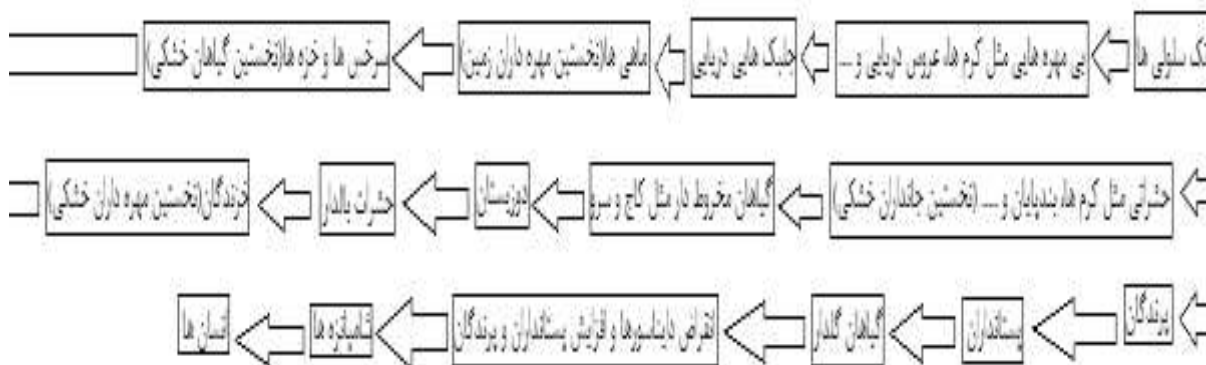 تک سلولی ها
بی مهره هایی مثل کرم ها، عروس دریایی و ....
جلبک هایی دریایی
ماهی ها(نخستین مهره داران زمین)
سرخس ها و خزه ها(نخستین گیاهان خشکی)
حشراتی مثل کرم ها، بندپایان و .... (نخستین جانداران خشکی)
گیاهان مخروط دار مثل کاج و سرو
دوزیستان
حشرات بالدار
خزندگان(نخستین مهره داران خشکی)
پرندگان
پستانداران
گیاهان گلدار
انقراض دایناسورها و افزایش پستانداران و پرندگان
شامپانزه ها
انسان ها